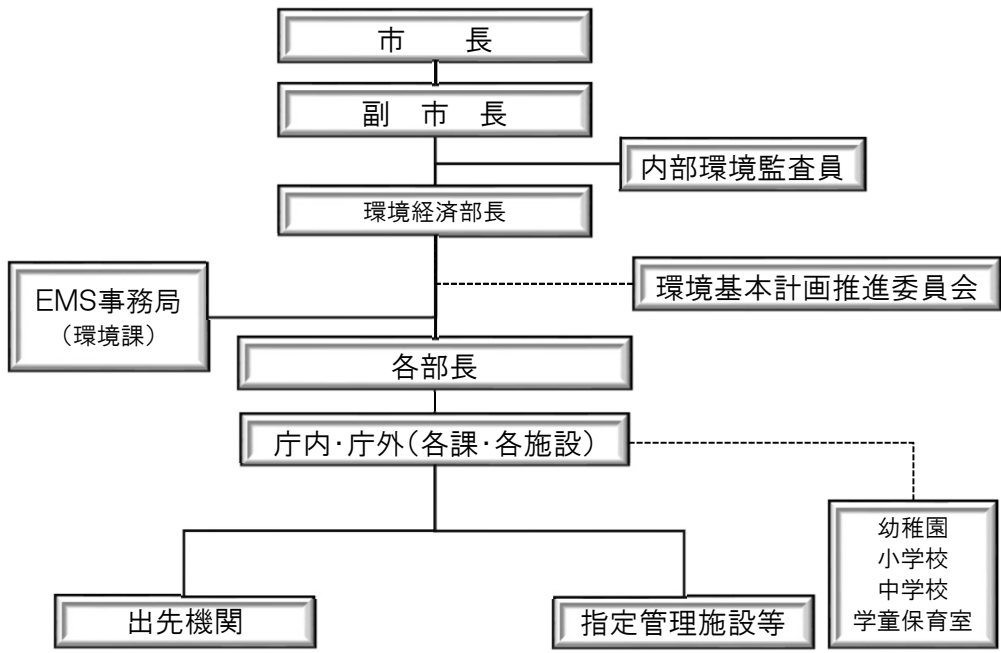 市　　長
副　市　長
内部環境監査員
環境経済部長
EMS事務局
（環境課）
環境基本計画推進委員会
各部長
庁内・庁外（各課・各施設）
幼稚園
小学校
中学校
学童保育室
出先機関
指定管理施設等